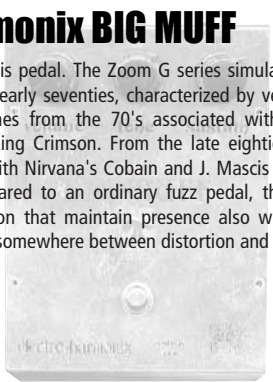 monix BIG MUFF
is pedal. The Zoom G series simula
early seventies, characterized by ve
nes from the 70's associated with
ing Crimson. From the late eightie
ith Nirvana's Cobain and J. Mascis
ared to an ordinary fuzz pedal, th
on that maintain presence also w
somewhere between distortion and
electro-harmonix